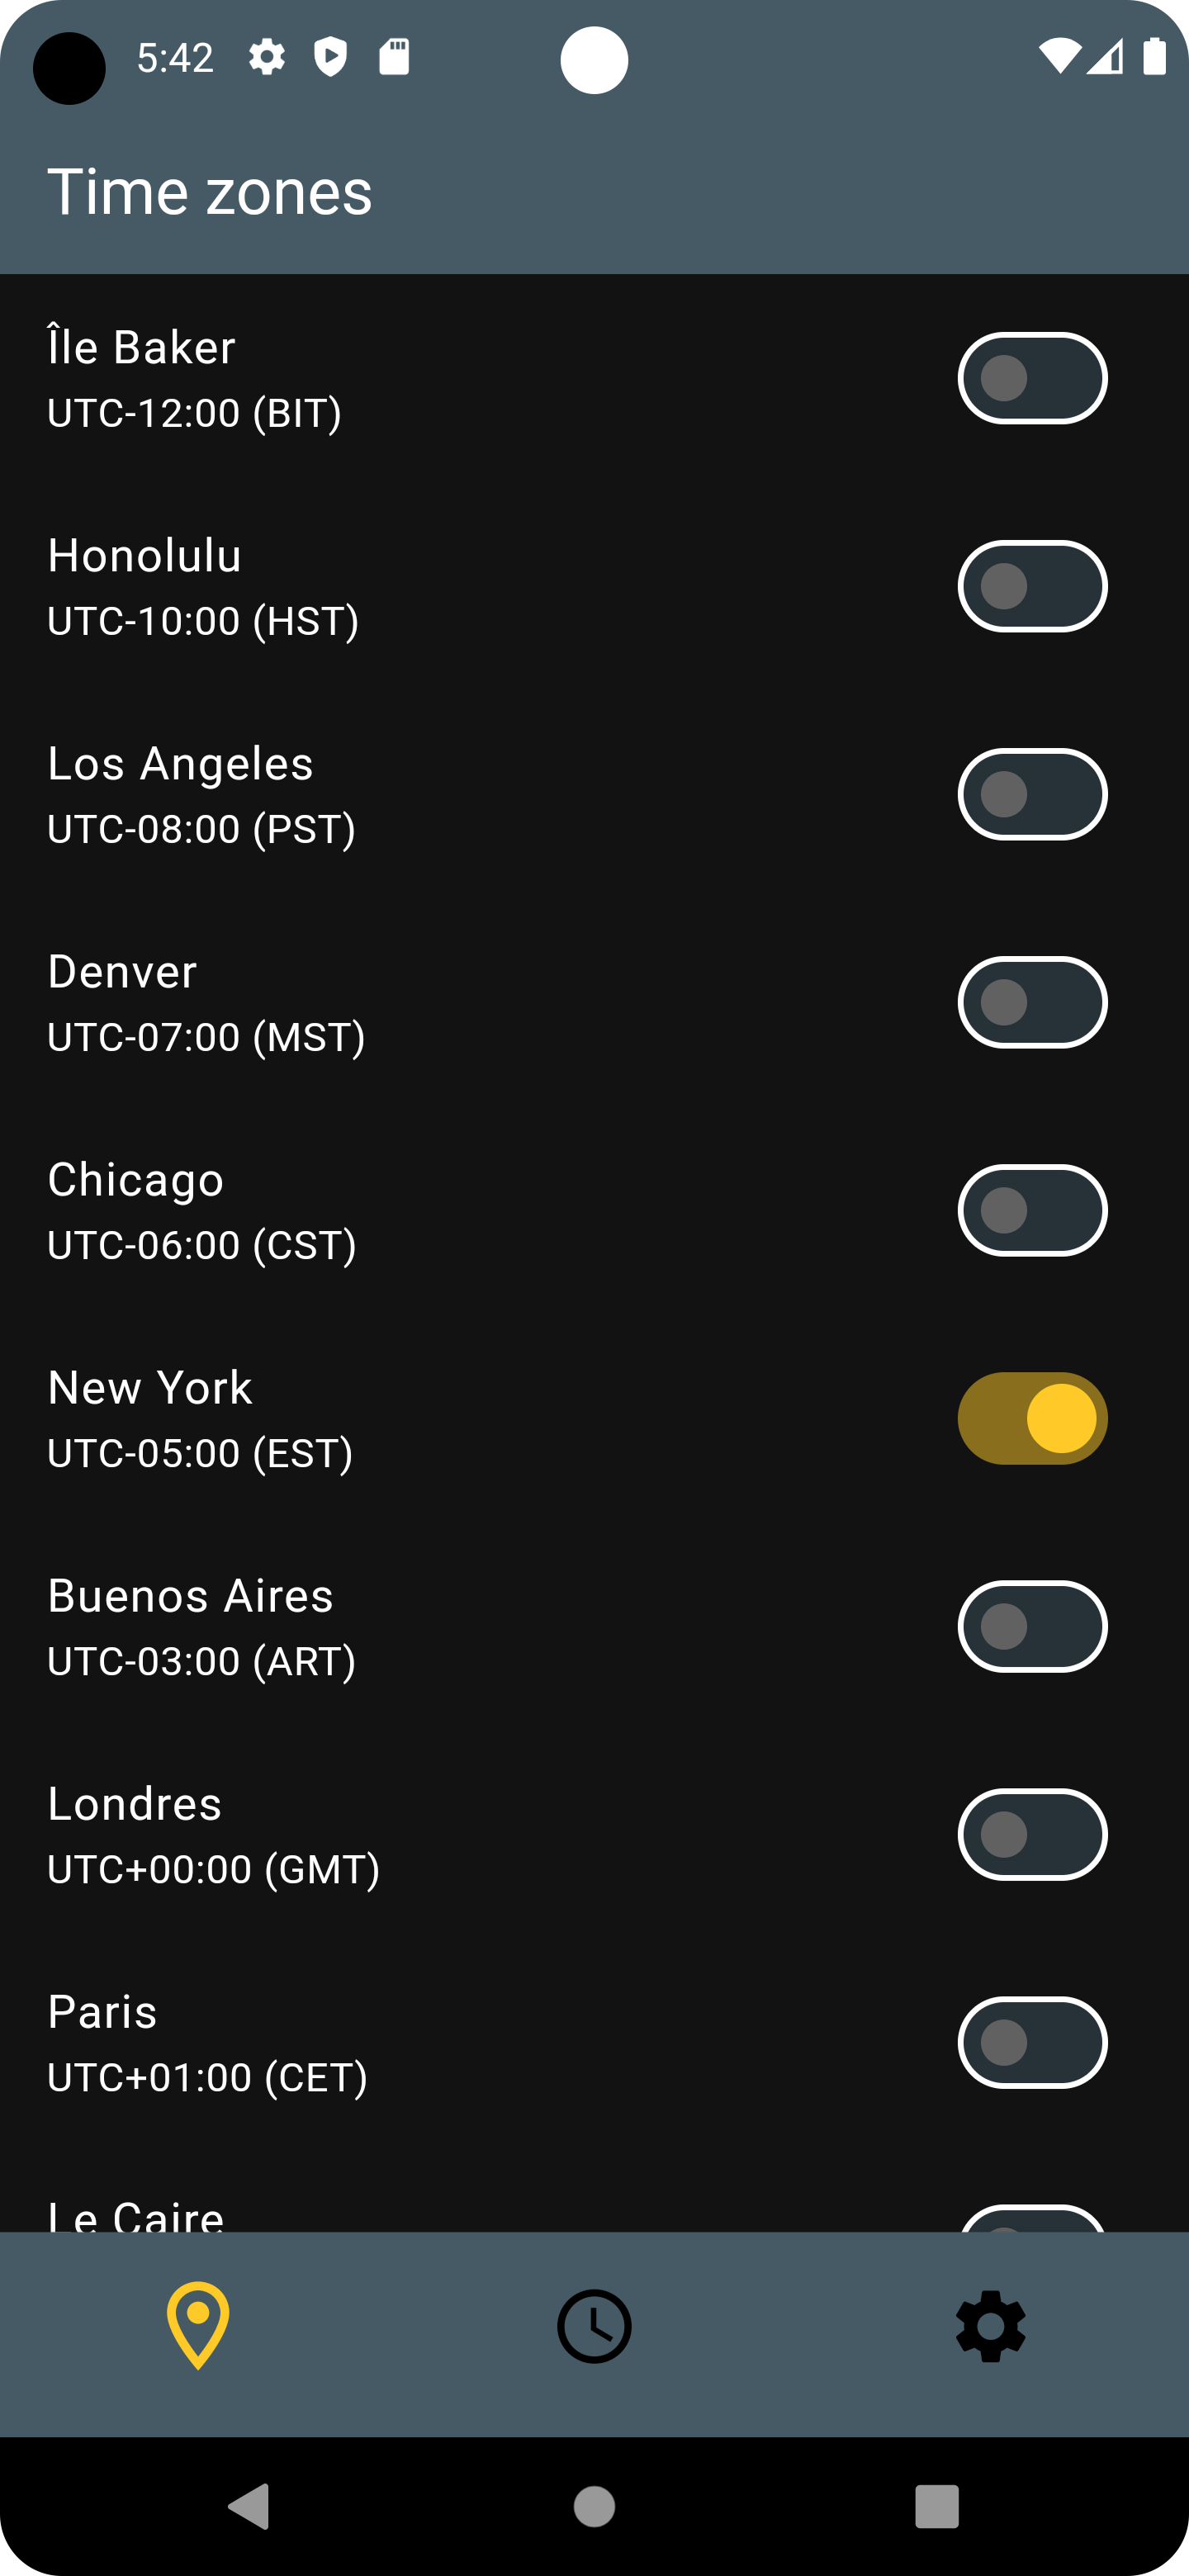 5:42
Time zones
Île Baker
UTC-12:00 (BIT)
Honolulu
UTC-10:00 (HST)
Los Angeles
UTC-08:00 (PST)
Denver
UTC-07:00 (MST)
Chicago
UTC-06:00 (CST)
New York
UTC-05:00 (EST)
Buenos Aires
UTC-03:00 (ART)
Londres
UTC+00:00 (GMT)
Paris
UTC+01:00 (CET)
Le Caire